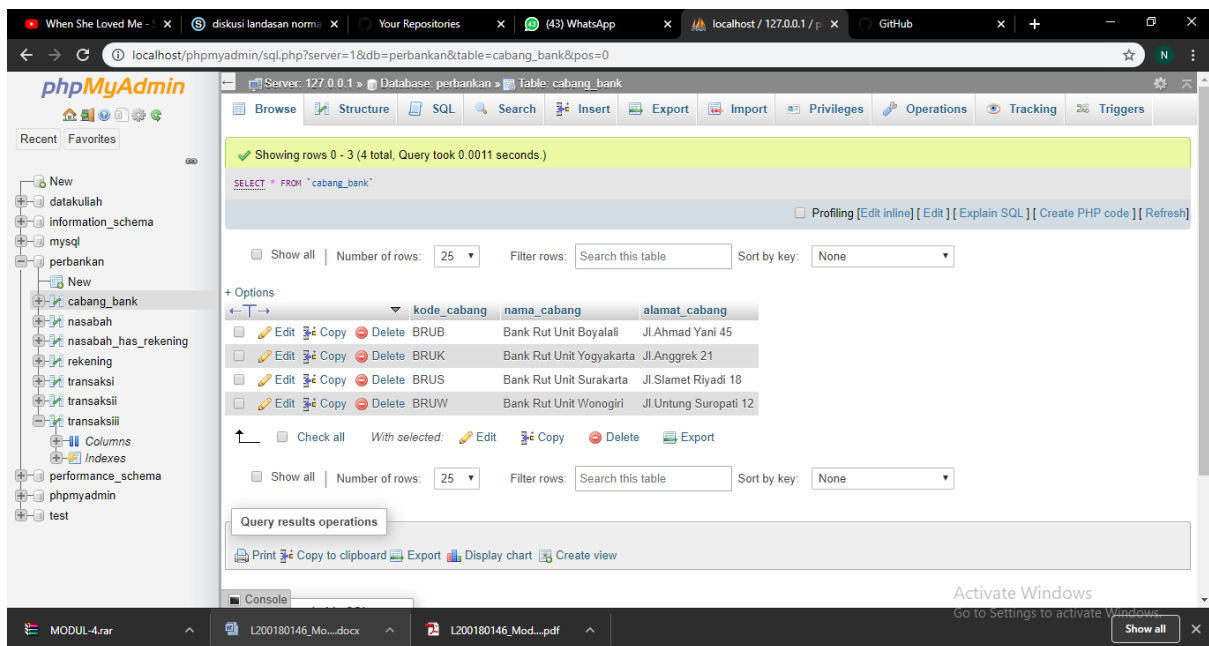 When She Loved Me - S
diskusi landasan norma
Your Repositories
(43) WhatsApp
localhost / 127.0.0.1 / p
GitHub
localhost/phpmyadmin/sql.php?server=1&db=perbankan&table=cabang_bank&pos=0
N
phpMyAdmin
Recent Favorites
New
datakuliah
information_schema
mysql
perbankan
New
cabang_bank
nasabah
nasabah_has_rekening
rekening
transaksi
transaksii
transaksiii
Columns
Indexes
performance_schema
phpmyadmin
test
Server: 127.0.0.1 » Database: perbankan » Table: cabang_bank
Browse Structure SQL Search Insert Export Import Privileges Operations Tracking Triggers
Showing rows 0 - 3 (4 total, Query took 0.0011 seconds.)
SELECT * FROM `cabang_bank`
Profiling [Edit inline] [ Edit ] [ Explain SQL ] [ Create PHP code ] [ Refresh]
Show all | Number of rows: 25 Filter rows: Search this table Sort by key: None
+ Options
kode_cabang nama_cabang alamat_cabang
Edit Copy Delete BRUB Bank Rut Unit Boyalali Jl.Ahmad Yani 45
Edit Copy Delete BRUK Bank Rut Unit Yogyakarta Jl.Anggrek 21
Edit Copy Delete BRUS Bank Rut Unit Surakarta Jl.Slamet Riyadi 18
Edit Copy Delete BRUW Bank Rut Unit Wonogiri Jl.Untung Suropati 12
Check all With selected: Edit Copy Delete Export
Show all | Number of rows: 25 Filter rows: Search this table Sort by key: None
Query results operations
Print Copy to clipboard Export Display chart Create view
Console
Activate Windows
Go to Settings to activate Windows.
MODUL-4.rar
L200180146_Mo....docx
L200180146_Mod....pdf
Show all